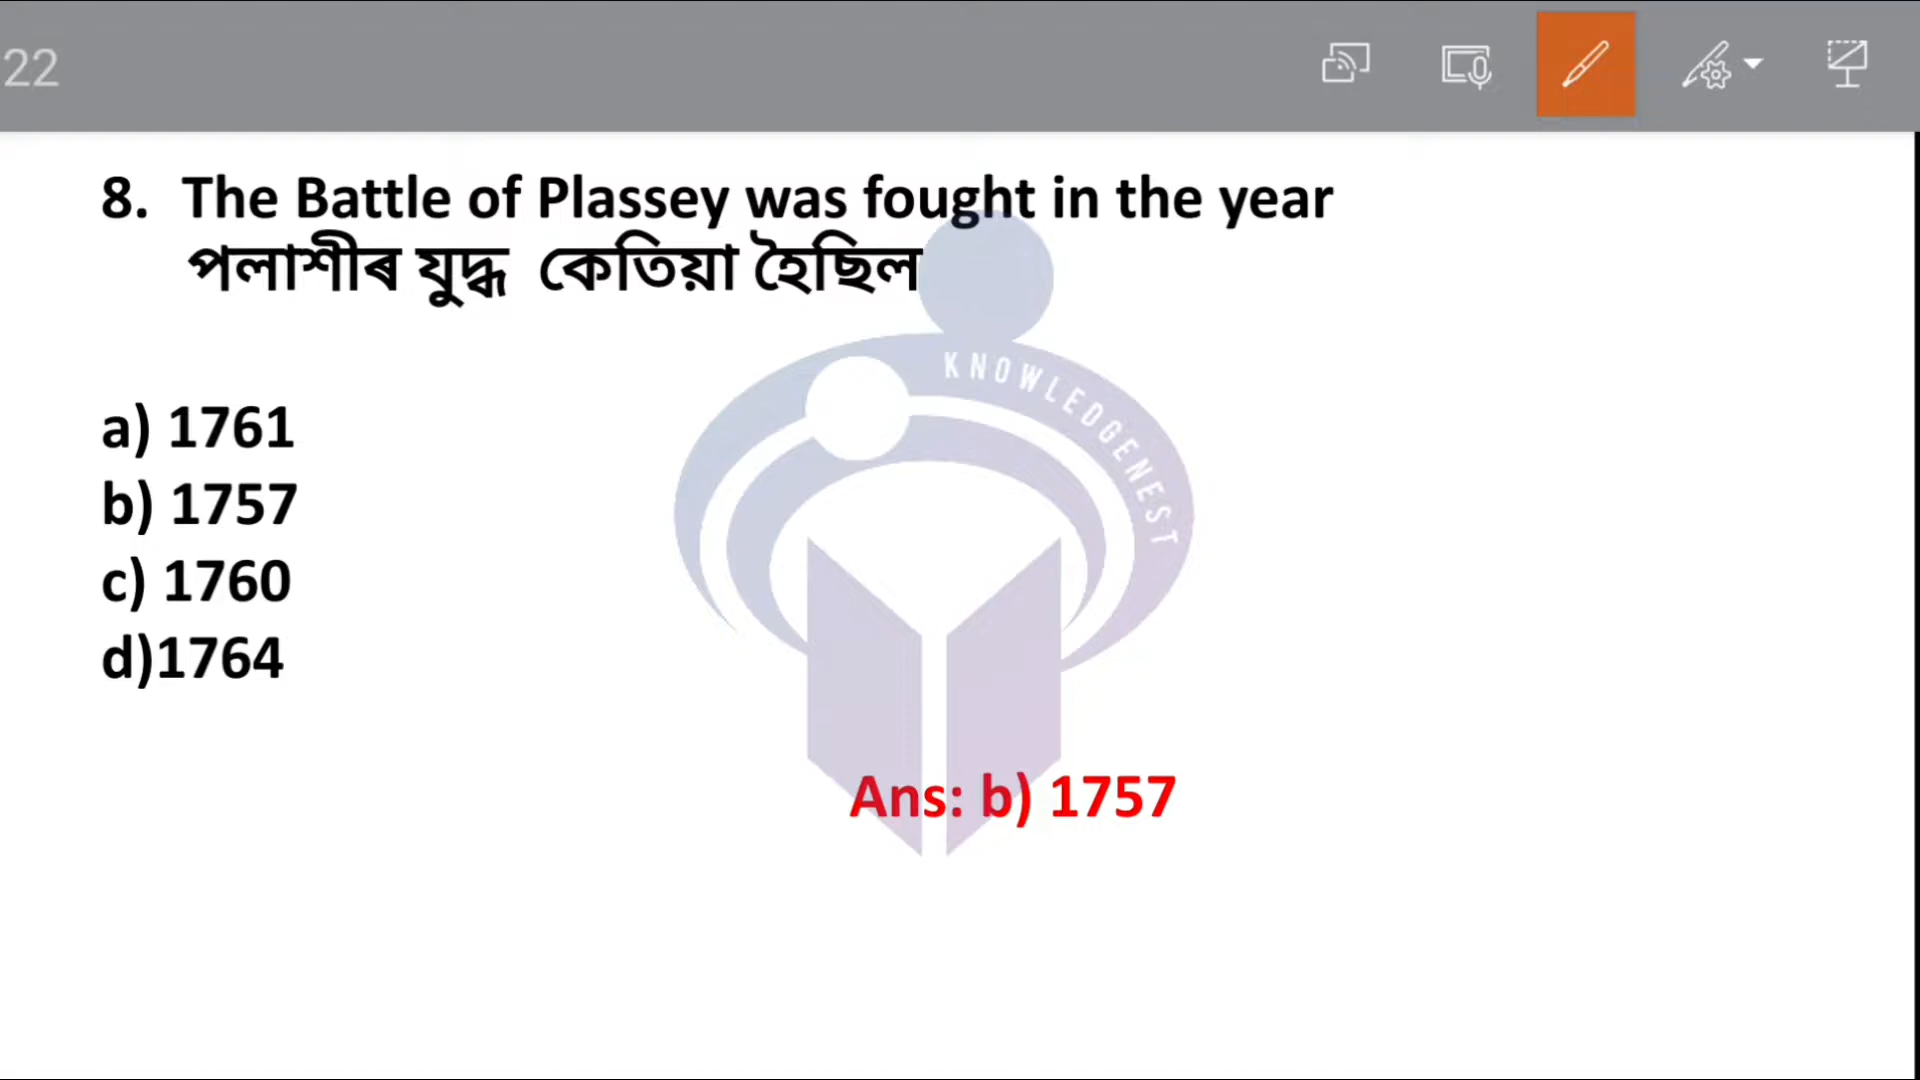 22
8. The Battle of Plassey was fought in the year
পলাশীৰ যুদ্ধ কেতিয়া হৈছিল
KNOWLEDGENEST
a) 1761
b) 1757
c) 1760
d)1764
Ans: b) 1757